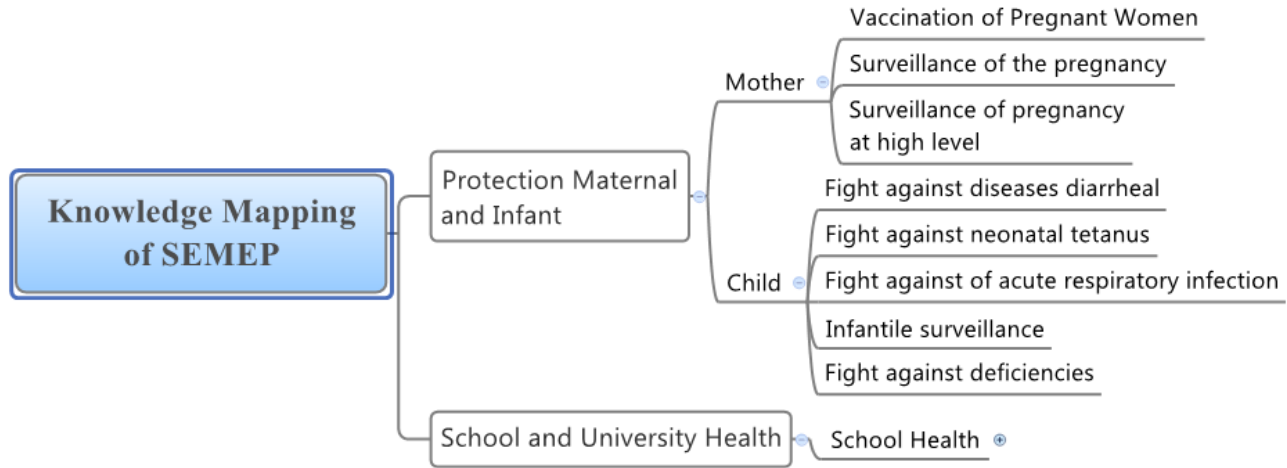 Knowledge Mapping
of SEMEP
Protection Maternal
and Infant
Mother
Vaccination of Pregnant Women
Surveillance of the pregnancy
Surveillance of pregnancy
at high level
Child
Fight against diseases diarrheal
Fight against neonatal tetanus
Fight against of acute respiratory infection
Infantile surveillance
Fight against deficiencies
School and University Health
School Health